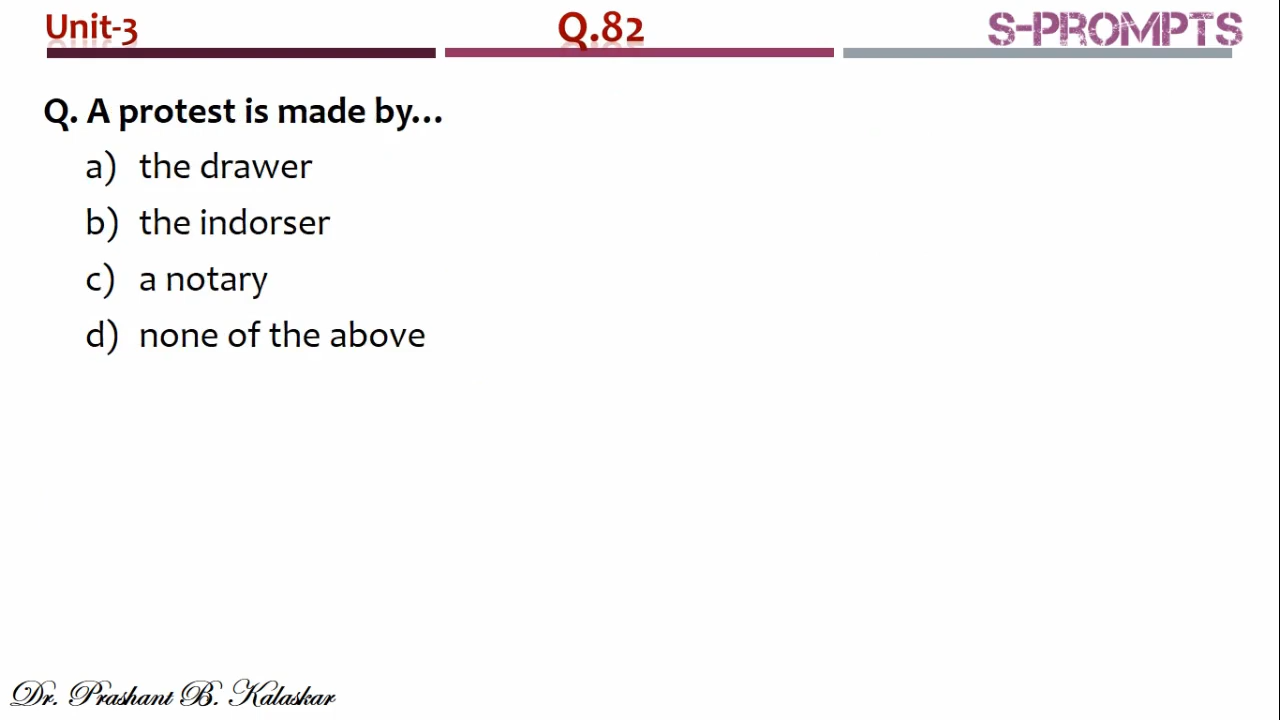 Unit-3
Q.82
S-PROMPTS
Q. A protest is made by...
a) the drawer
b) the indorser
c) a notary
d) none of the above
Dr. Prashant B. Kalaskar